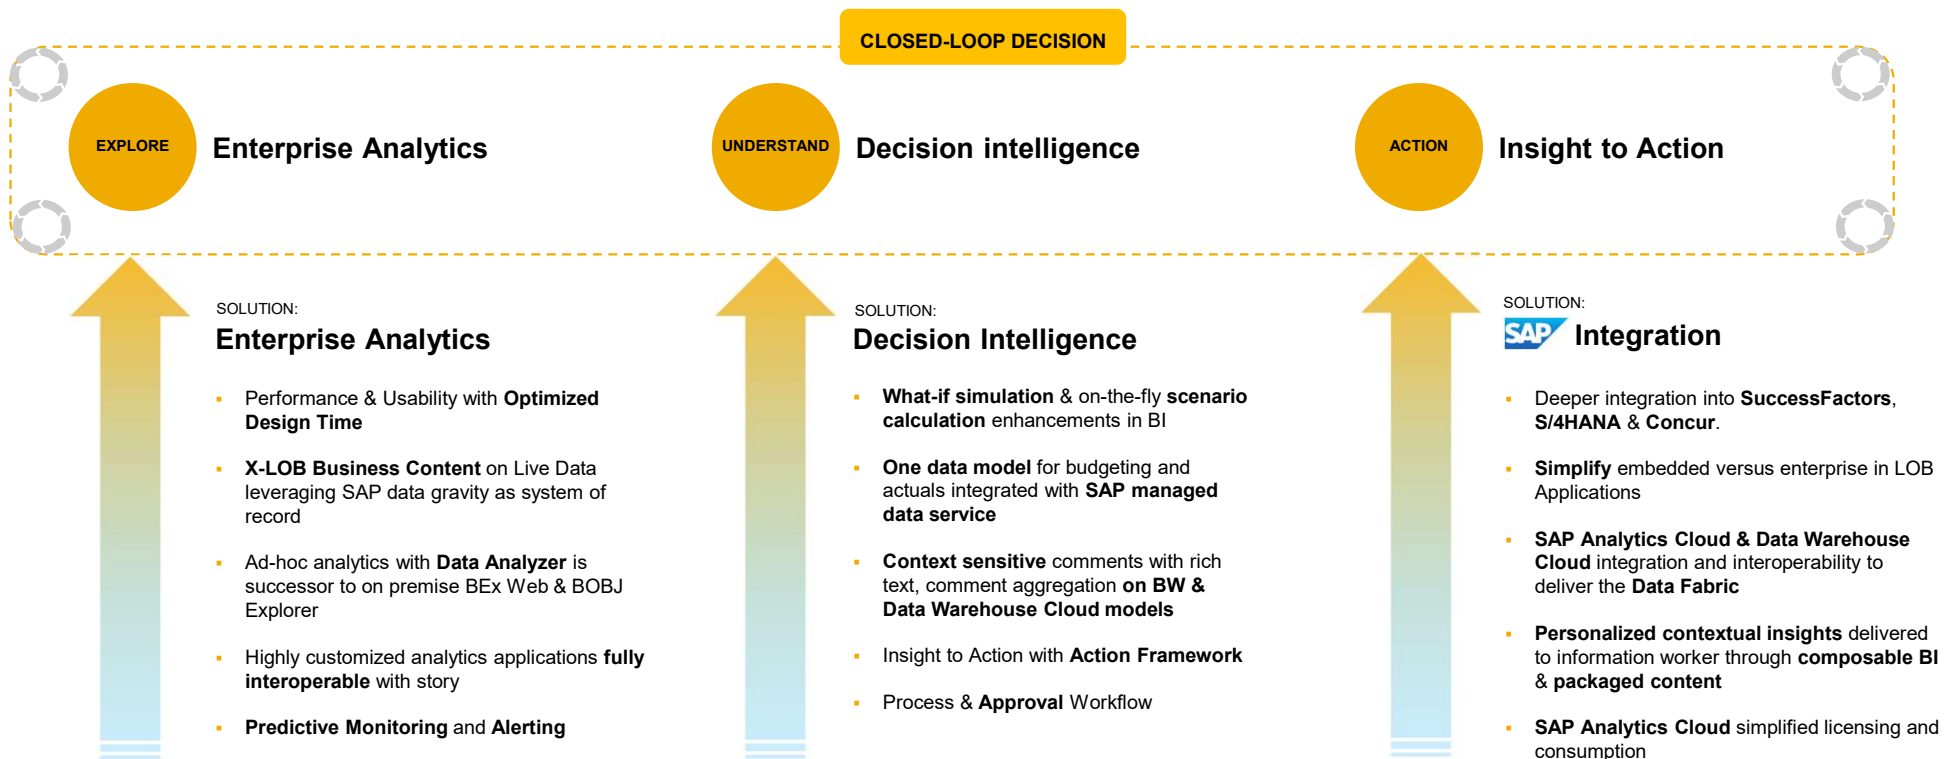 CLOSED-LOOP DECISION
EXPLORE
Enterprise Analytics
UNDERSTAND
Decision intelligence
ACTION
Insight to Action
SOLUTION:
Enterprise Analytics
▪ Performance & Usability with Optimized
Design Time
▪ X-LOB Business Content on Live Data
leveraging SAP data gravity as system of
record
▪ Ad-hoc analytics with Data Analyzer is
successor to on premise BEx Web & BOBJ
Explorer
▪ Highly customized analytics applications fully
interoperable with story
▪ Predictive Monitoring and Alerting
SOLUTION:
Decision Intelligence
▪ What-if simulation & on-the-fly scenario
calculation enhancements in BI
▪ One data model for budgeting and
actuals integrated with SAP managed
data service
▪ Context sensitive comments with rich
text, comment aggregation on BW &
Data Warehouse Cloud models
▪ Insight to Action with Action Framework
▪ Process & Approval Workflow
SOLUTION:
SAP Integration
▪ Deeper integration into SuccessFactors,
S/4HANA & Concur.
▪ Simplify embedded versus enterprise in LOB
Applications
▪ SAP Analytics Cloud & Data Warehouse
Cloud integration and interoperability to
deliver the Data Fabric
▪ Personalized contextual insights delivered
to information worker through composable BI
& packaged content
▪ SAP Analytics Cloud simplified licensing and
consumption